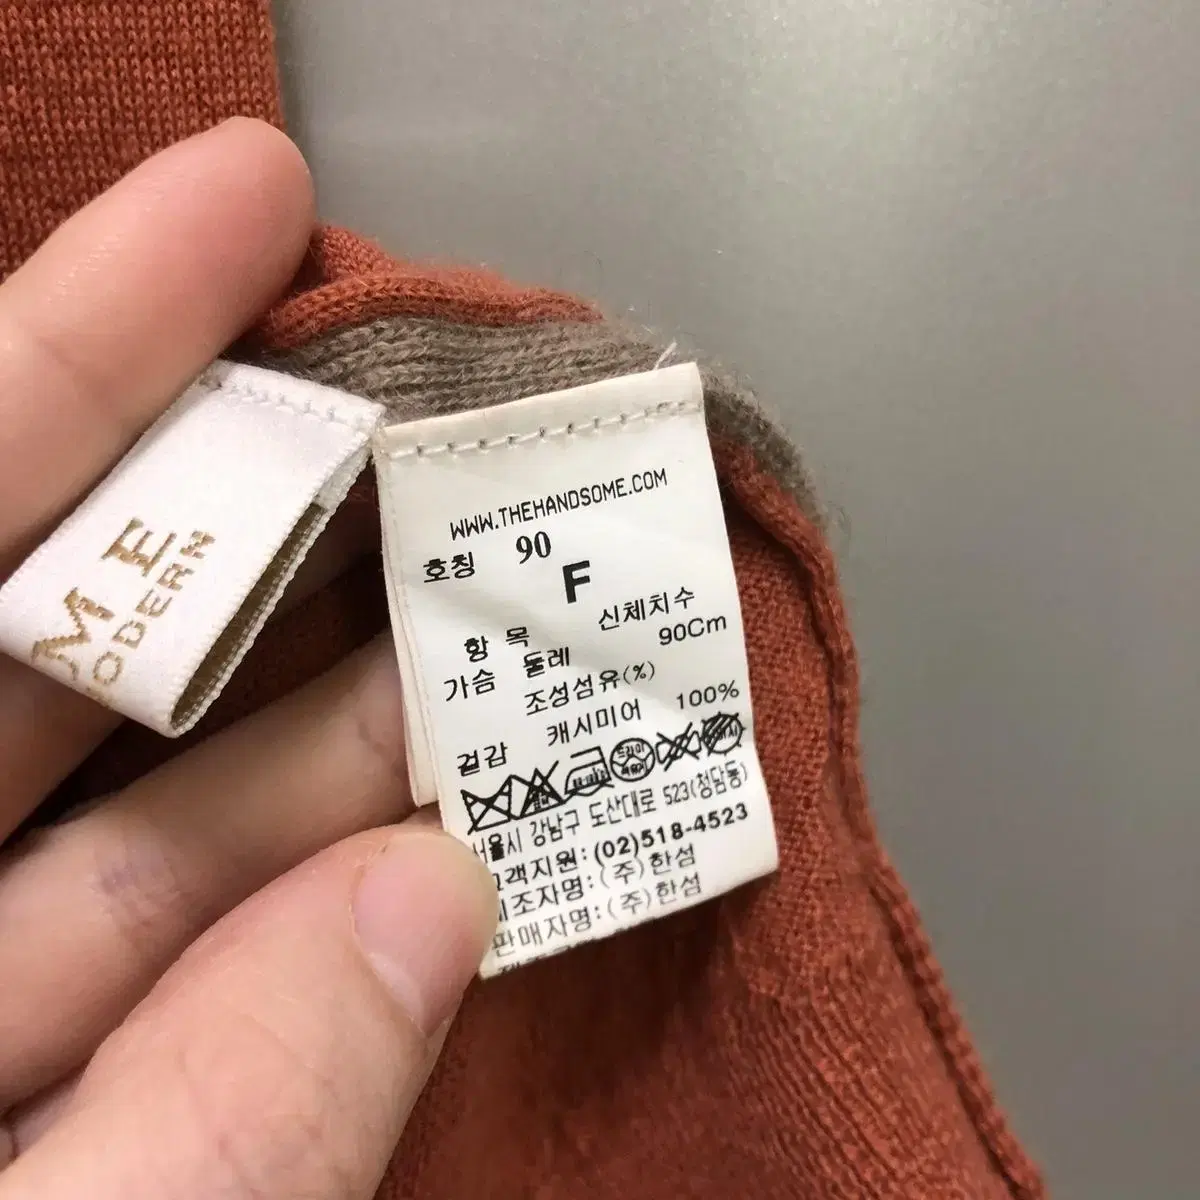 M E
ODERN
WWW.THEHANDSOME.COM
호칭 90
F
항 목 신체치수
가슴 둘레 90Cm
조성섬유(%)
겉감 캐시미어 100%
드라이
서울시 강남구 도산대로 523(청담동)
고객지원:(02)518-4523
제조자명:(주)한섬
판매자명:(주)한섬